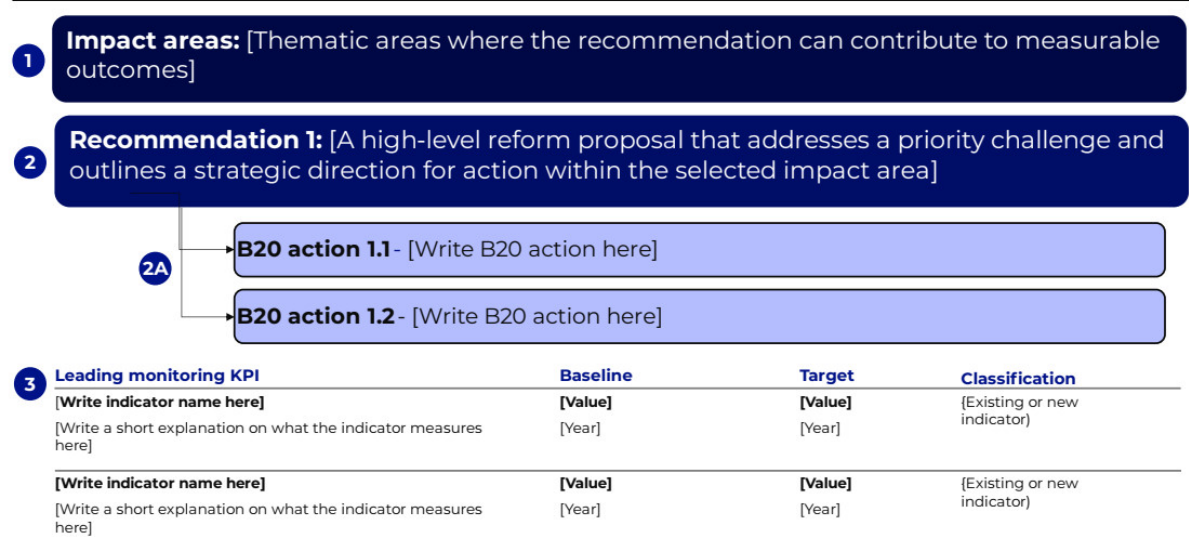 1
Impact areas: [Thematic areas where the recommendation can contribute to measurable
outcomes]
2
Recommendation 1: [A high-level reform proposal that addresses a priority challenge and
outlines a strategic direction for action within the selected impact area]
2A
B20 action 1.1 - [Write B20 action here]
B20 action 1.2 - [Write B20 action here]
3
Leading monitoring KPI Baseline Target Classification
[Write indicator name here] [Value] [Value] {Existing or new
indicator)
[Write a short explanation on what the indicator measures
here] [Year] [Year]
[Write indicator name here] [Value] [Value] {Existing or new
indicator)
[Write a short explanation on what the indicator measures
here] [Year] [Year]